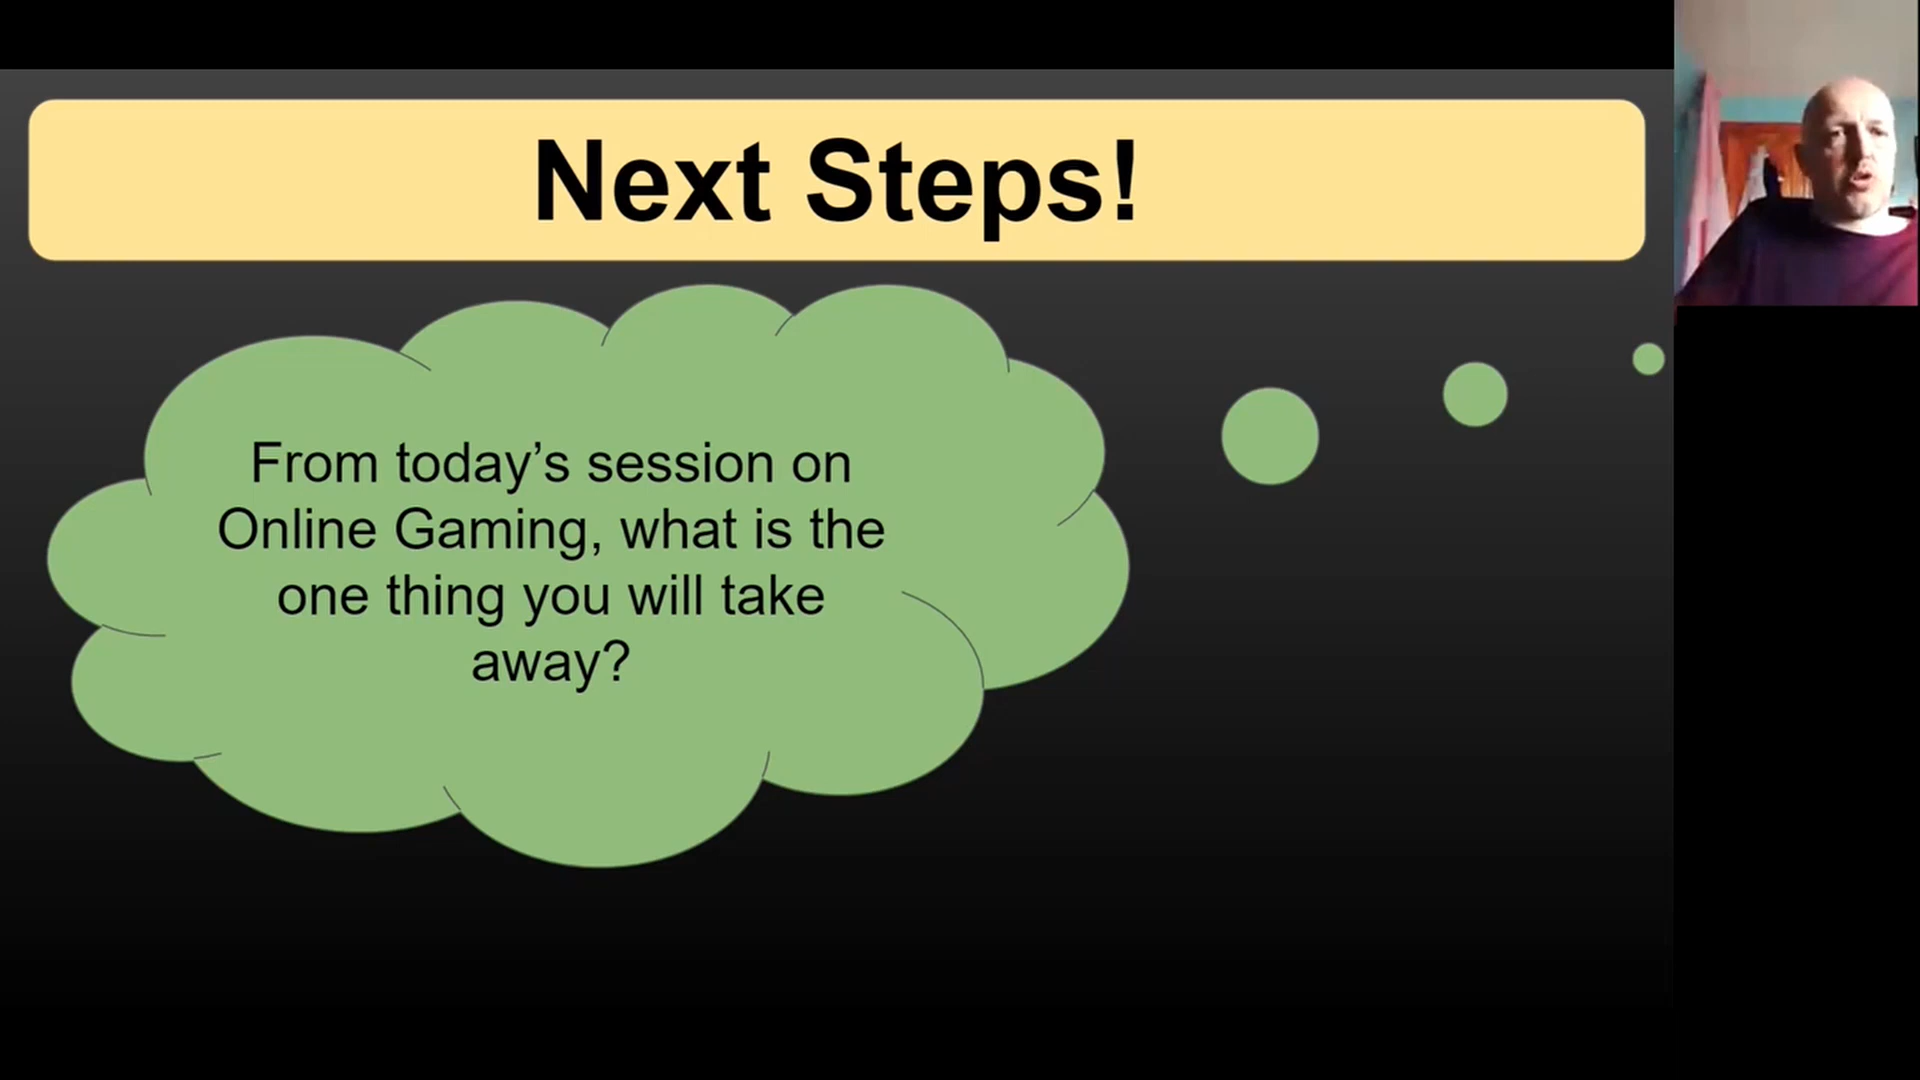 Next Steps!
From today’s session on
Online Gaming, what is the
one thing you will take
away?